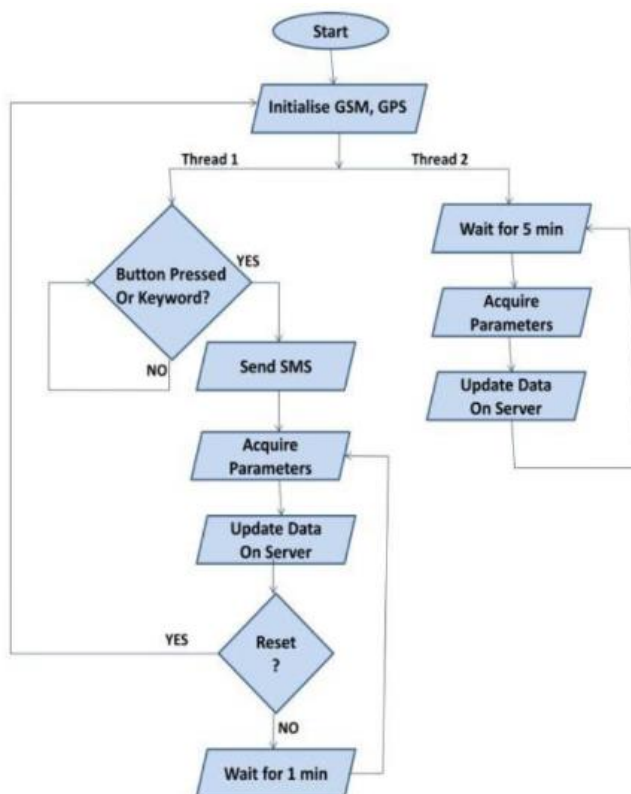 Start
Initialise GSM, GPS
Thread 1
Thread 2
Button Pressed
Or Keyword?
YES
NO
Send SMS
Acquire
Parameters
Update Data
On Server
Reset
?
YES
NO
Wait for 1 min
Wait for 5 min
Acquire
Parameters
Update Data
On Server